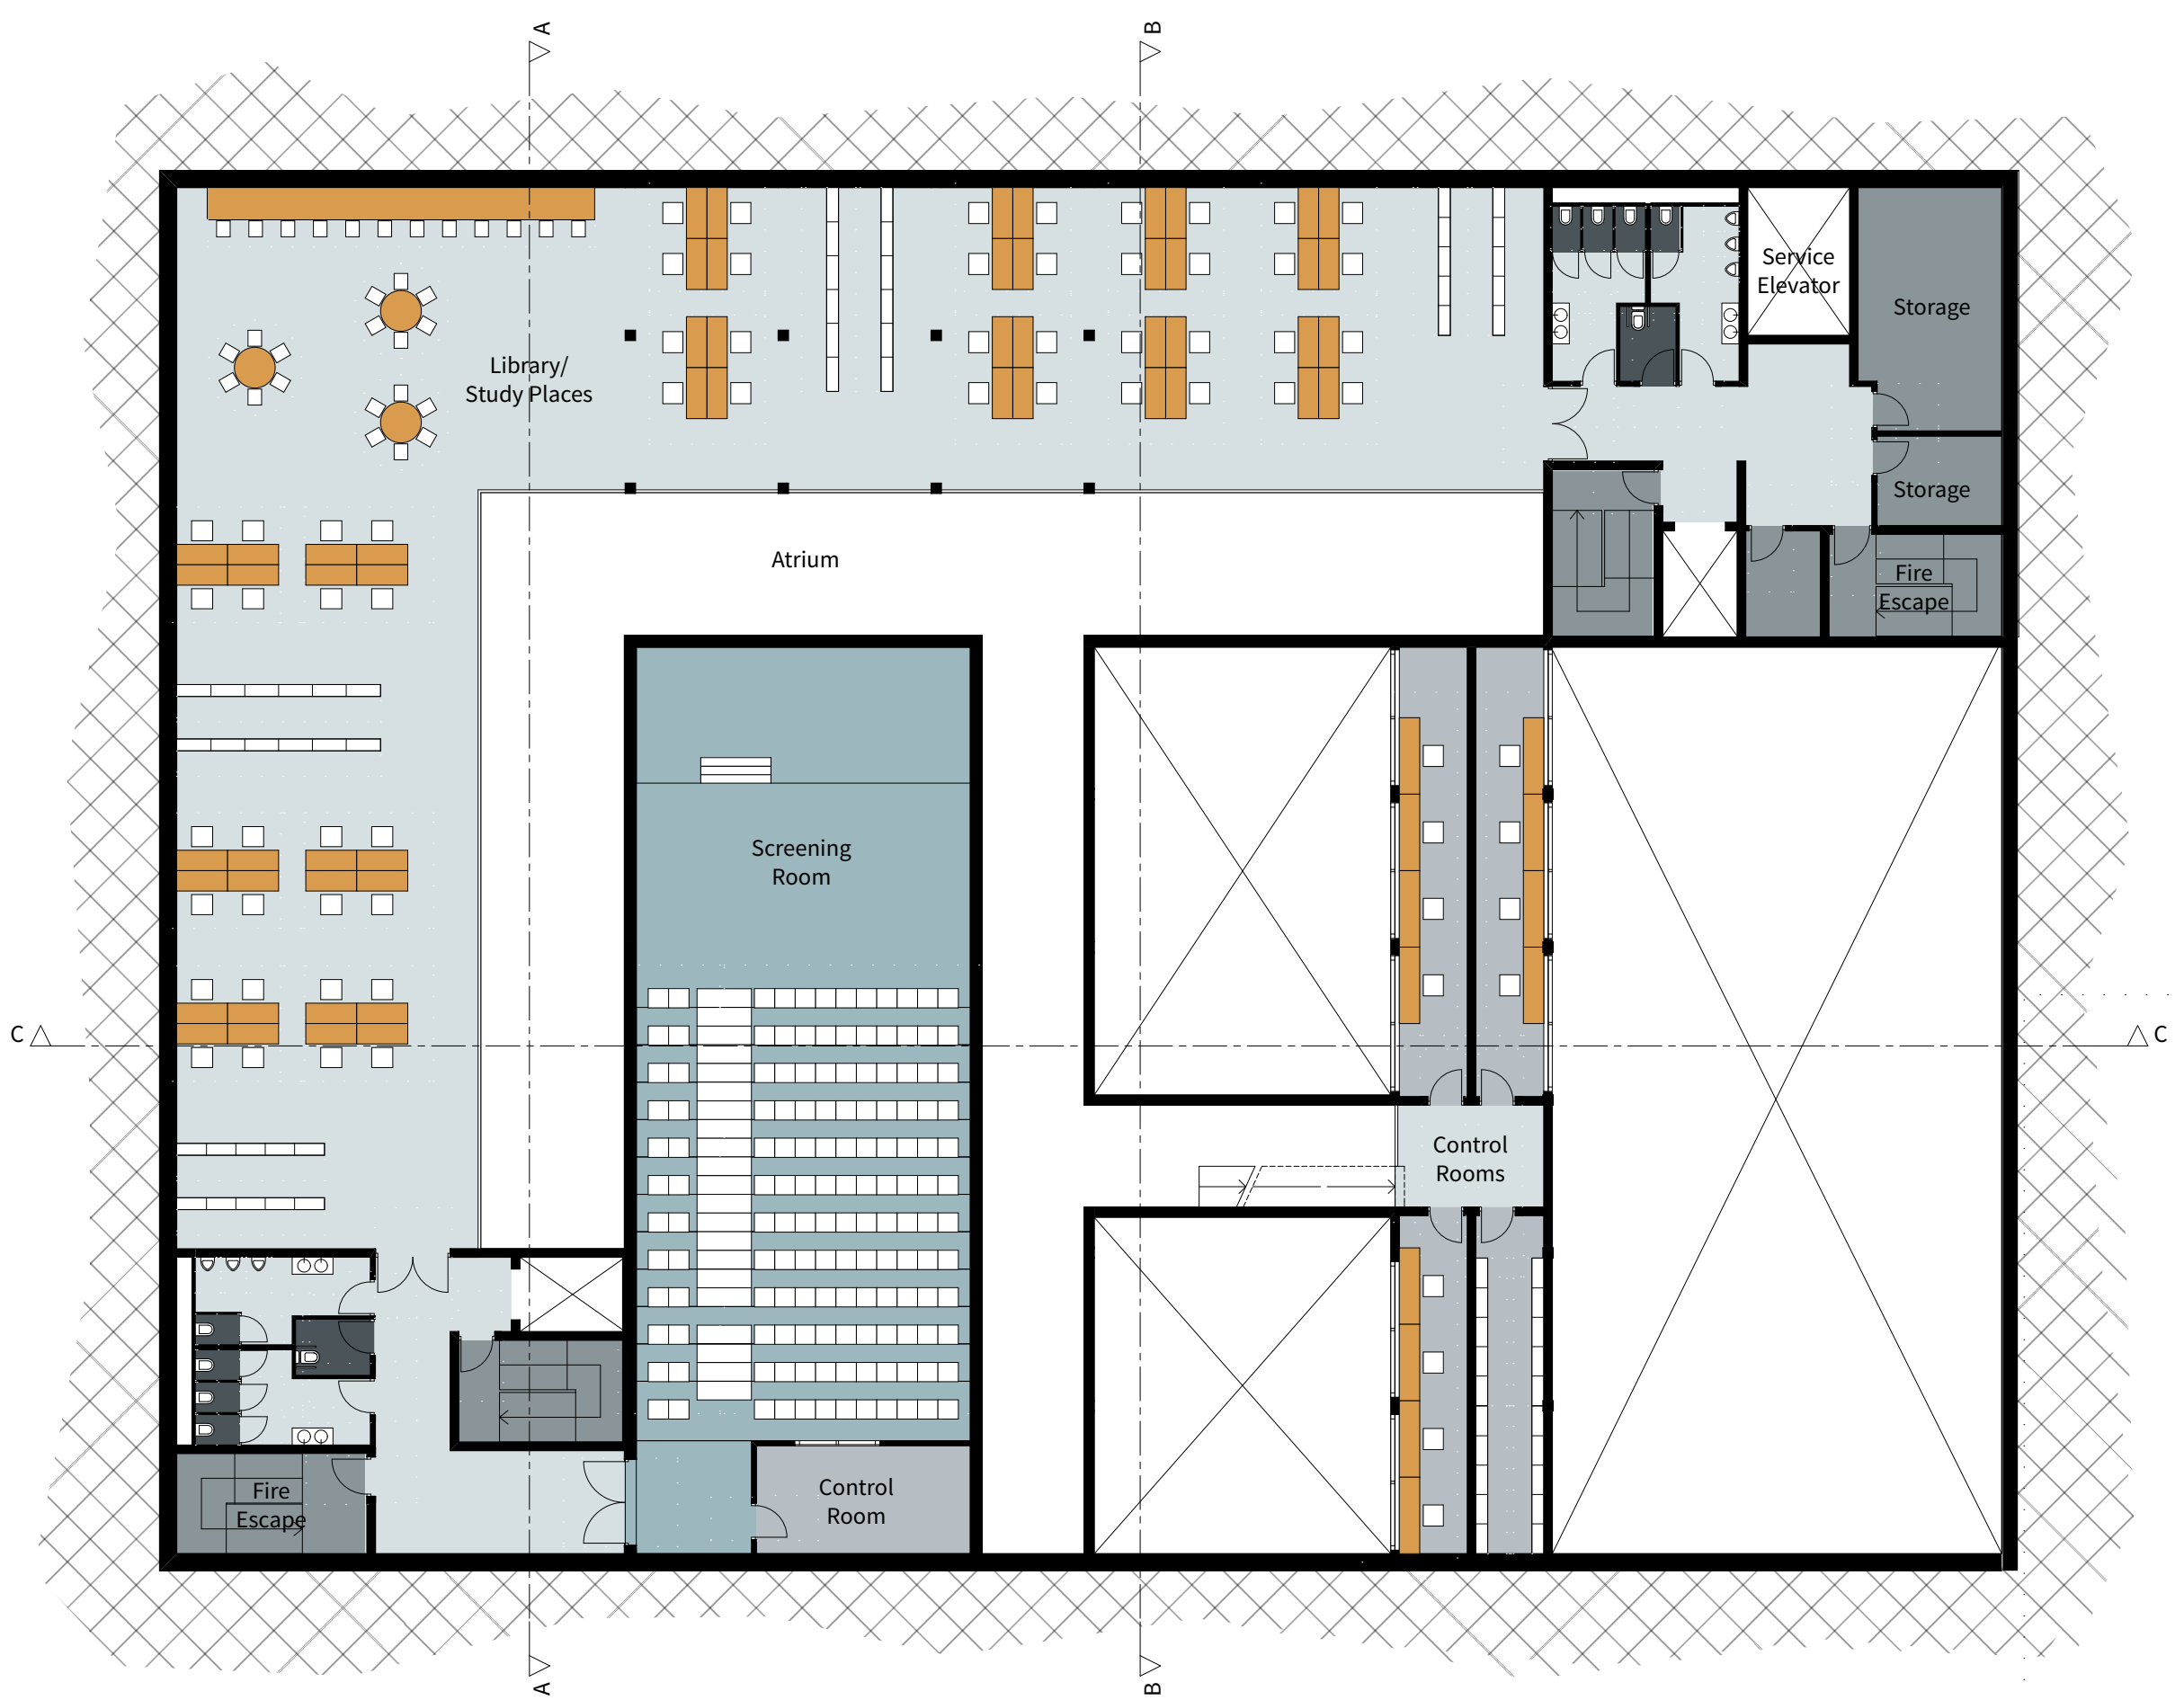 A
B
Service
Elevator
Storage
Library/
Study Places
Storage
Atrium
Fire
Escape
Screening
Room
C
C
Control
Rooms
Fire
Escape
Control
Room
A
B